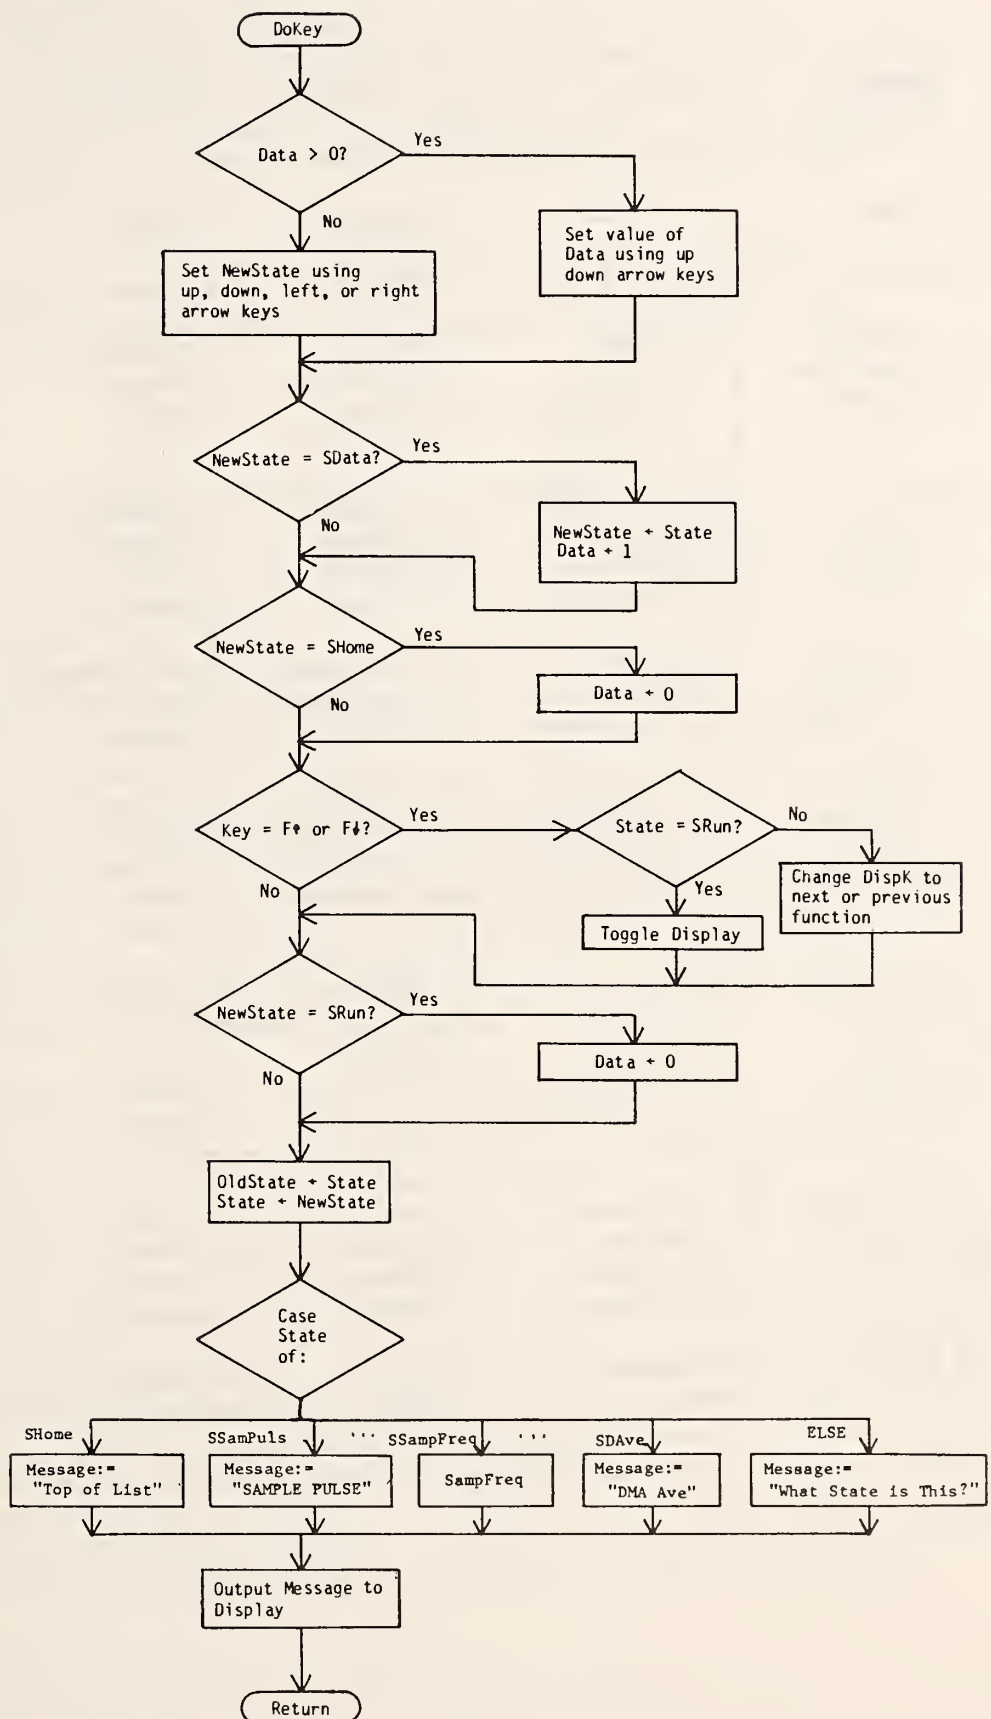 DoKey
Data > 0?
Yes
No
Set value of
Data using up
down arrow keys
Set NewState using
up, down, left, or right
arrow keys
NewState = SData?
Yes
No
NewState ← State
Data ← 1
NewState = SHome
Yes
No
Data ← 0
Key = F↑ or F↓?
Yes
No
State = SRun?
No
Yes
Change DispK to
next or previous
function
Toggle Display
NewState = SRun?
Yes
No
Data ← 0
OldState ← State
State ← NewState
Case
State
of:
SHome
SSamPuls
... SSampFreq ...
SDAve
ELSE
Message:=
"Top of List"
Message:=
"SAMPLE PULSE"
SampFreq
Message:=
"DMA Ave"
Message:=
"What State is This?"
Output Message to
Display
Return